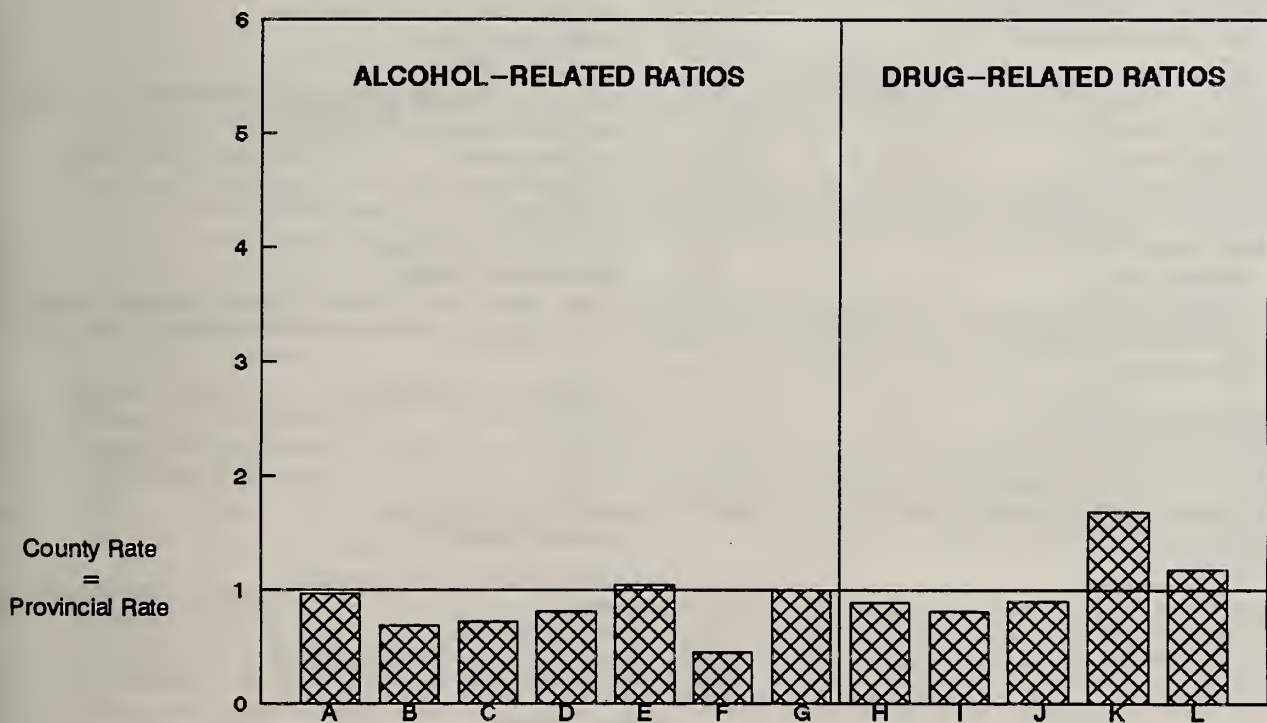 6
ALCOHOL–RELATED RATIOS
DRUG–RELATED RATIOS
5
4
3
2
County Rate
=
Provincial Rate
1
0
A B C D E F G H I J K L